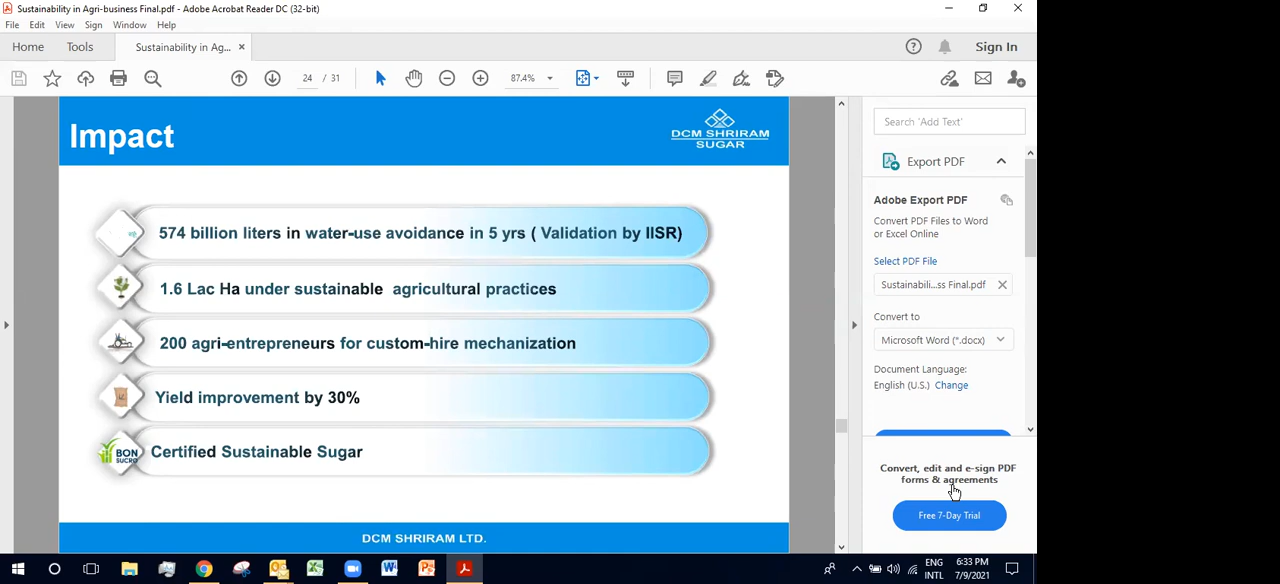 Sustainability in Agri-business Final.pdf - Adobe Acrobat Reader DC (32-bit)
File Edit View Sign Window Help
Home Tools Sustainability in Ag... × Sign In
24 / 31 87.4%
Impact
DCM SHRIRAM
SUGAR
574 billion liters in water-use avoidance in 5 yrs ( Validation by IISR)
1.6 Lac Ha under sustainable agricultural practices
200 agri-entrepreneurs for custom-hire mechanization
Yield improvement by 30%
BON
SUCRO
Certified Sustainable Sugar
DCM SHRIRAM LTD.
Search 'Add Text'
Export PDF
Adobe Export PDF
Convert PDF Files to Word
or Excel Online
Select PDF File
Sustainabili...ss Final.pdf
Convert to
Microsoft Word (*.docx)
Document Language:
English (U.S.) Change
Convert, edit and e-sign PDF
forms & agreements
Free 7-Day Trial
ENG
INTL
6:33 PM
7/9/2021